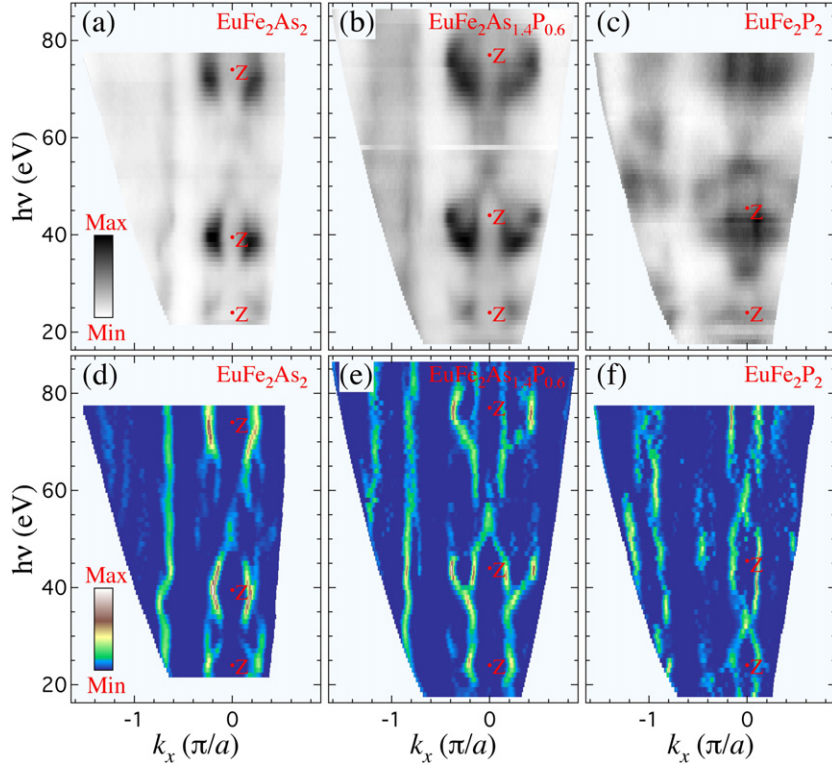 (a) EuFe₂As₂
(b) EuFe₂As₁.₄P₀.₆
(c) EuFe₂P₂
Z
Z
Z
Z
Z
Z
Z
Z
Max
Min
hν (eV)
80
60
40
20
(d) EuFe₂As₂
(e) EuFe₂As₁.₄P₀.₆
(f) EuFe₂P₂
Z
Z
Z
Z
Z
Z
Z
Z
Max
Min
hν (eV)
80
60
40
20
-1 0 -1 0 -1 0
kₓ (π/a) kₓ (π/a) kₓ (π/a)